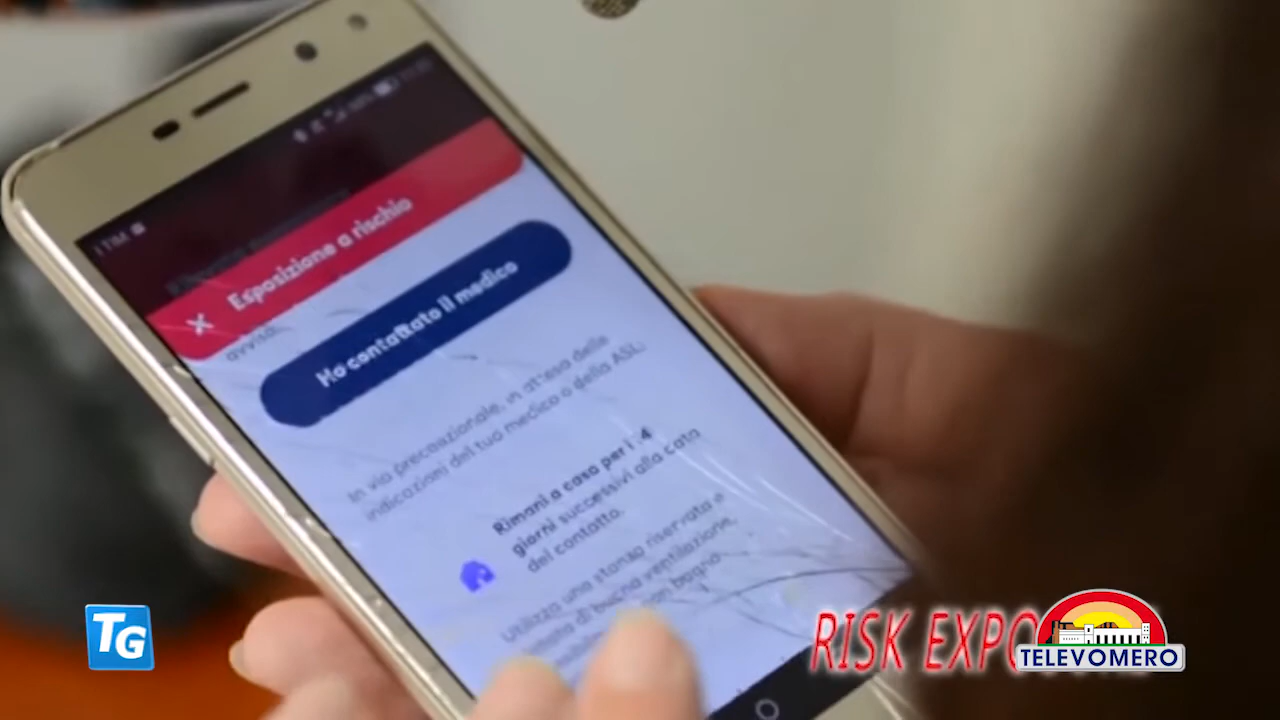 TIM
Esposizione a rischio
avviso.
Ho contattato il medico
In via precauzionale, in attesa delle
indicazioni del tuo medico o della ASL:
Rimani a casa per i 14
giorni successivi alla data
del contatto.
Utilizza una stanza riservata e
di buona ventilazione,
con bagno
TG
RISK EXPO
TELEVOMERO